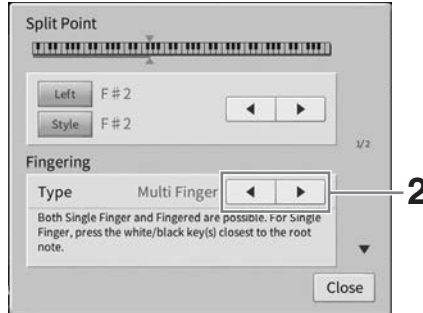 Split Point
Left F#2
Style F#2
1/2
Fingering
Type Multi Finger
2
Both Single Finger and Fingered are possible. For Single
Finger, press the white/black key(s) closest to the root
note.
Close